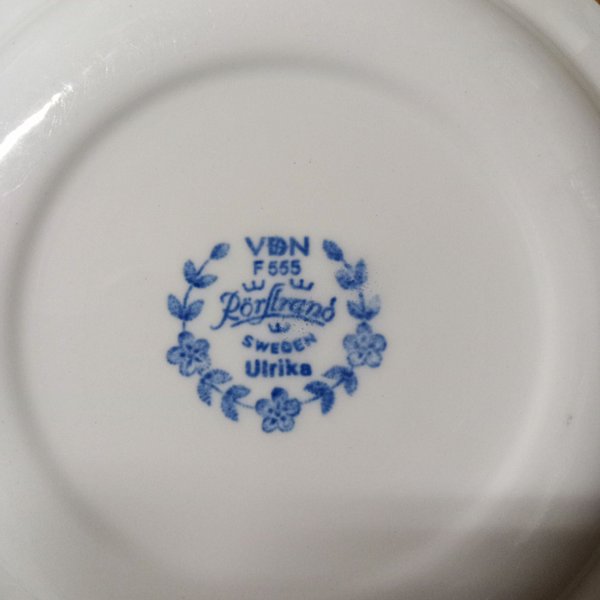 VDN
F 555
Rörstrand
SWEDEN
Ulrika